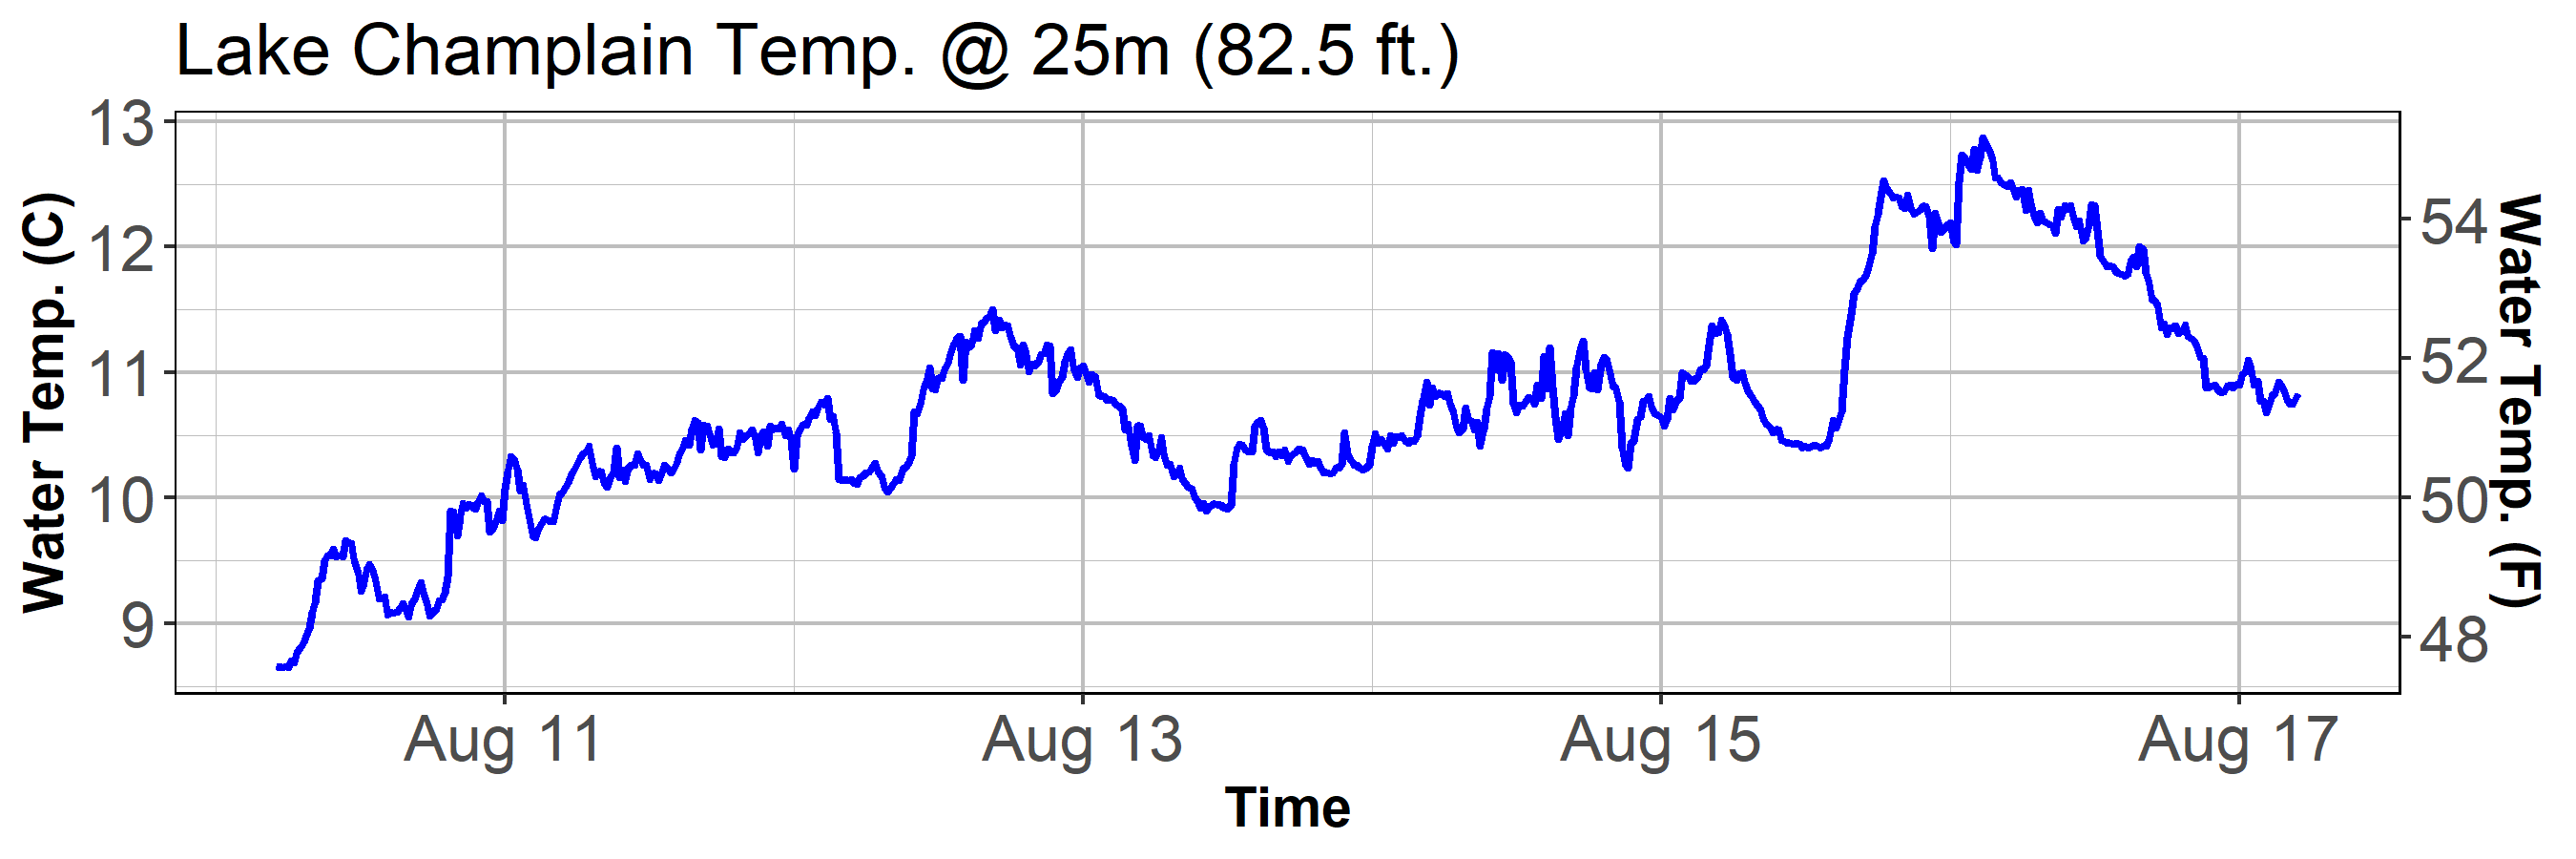 Lake Champlain Temp. @ 25m (82.5 ft.)
Water Temp. (C)
13
12
11
10
9
54
52
50
48
Water Temp. (F)
Aug 11
Aug 13
Aug 15
Aug 17
Time